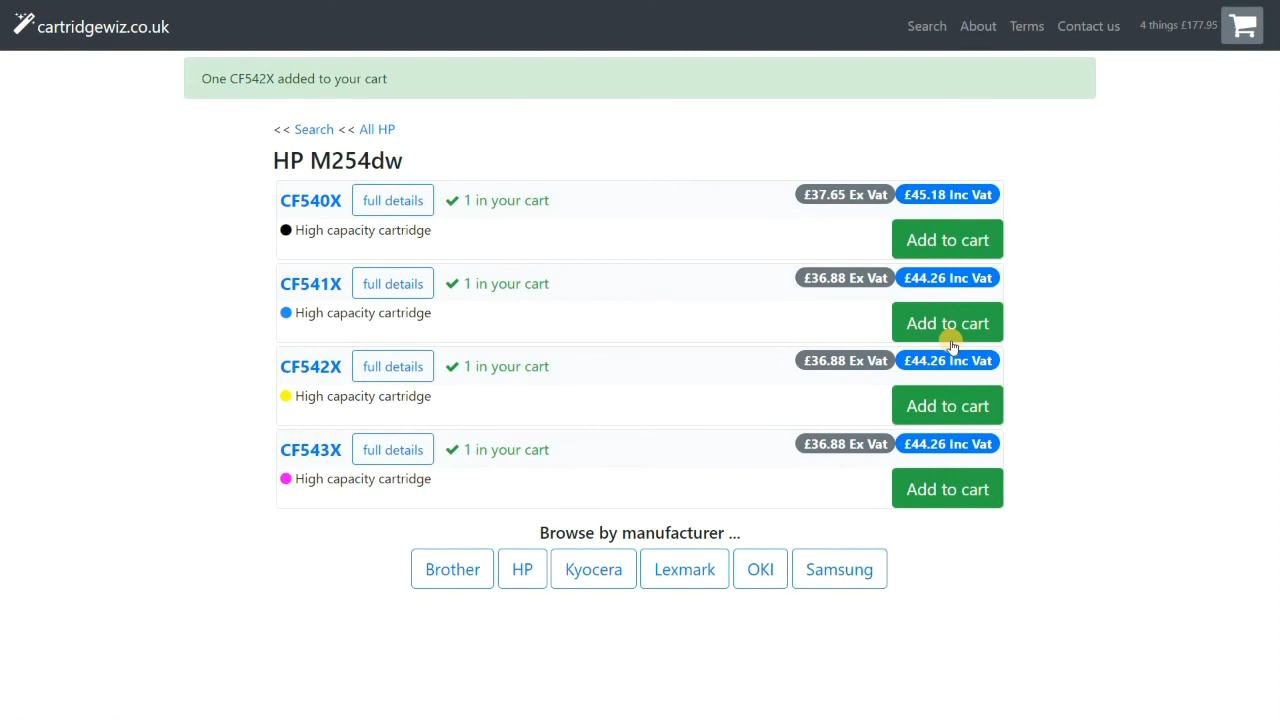 cartridgewiz.co.uk
Search About Terms Contact us 4 things £177.95
One CF542X added to your cart
<< Search << All HP
HP M254dw
CF540X full details 1 in your cart £37.65 Ex Vat £45.18 Inc Vat
High capacity cartridge
Add to cart
CF541X full details 1 in your cart £36.88 Ex Vat £44.26 Inc Vat
High capacity cartridge
Add to cart
CF542X full details 1 in your cart £36.88 Ex Vat £44.26 Inc Vat
High capacity cartridge
Add to cart
CF543X full details 1 in your cart £36.88 Ex Vat £44.26 Inc Vat
High capacity cartridge
Add to cart
Browse by manufacturer ...
Brother HP Kyocera Lexmark OKI Samsung